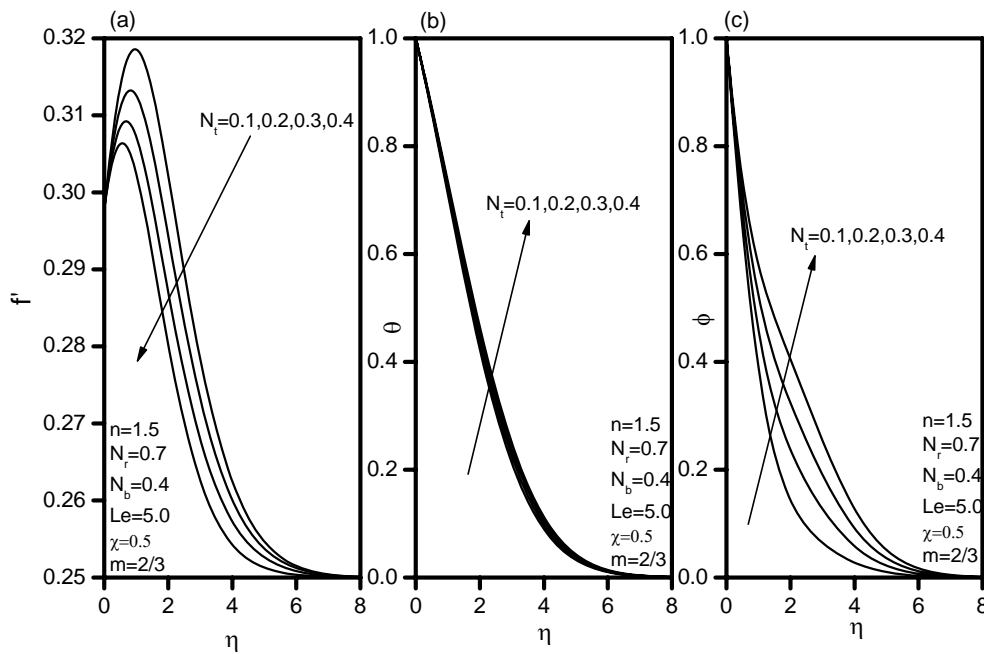 (a)
0.32
0.31
0.30
0.29
0.28
0.27
0.26
0.25
f'
N_t=0.1,0.2,0.3,0.4
n=1.5
N_r=0.7
N_b=0.4
Le=5.0
χ=0.5
m=2/3
0 2 4 6 8
η
(b)
1.0
0.8
0.6
0.4
0.2
0.0
θ
N_t=0.1,0.2,0.3,0.4
n=1.5
N_r=0.7
N_b=0.4
Le=5.0
χ=0.5
m=2/3
0 2 4 6 8
η
(c)
1.0
0.8
0.6
0.4
0.2
0.0
ϕ
N_t=0.1,0.2,0.3,0.4
n=1.5
N_r=0.7
N_b=0.4
Le=5.0
χ=0.5
m=2/3
0 2 4 6 8
η